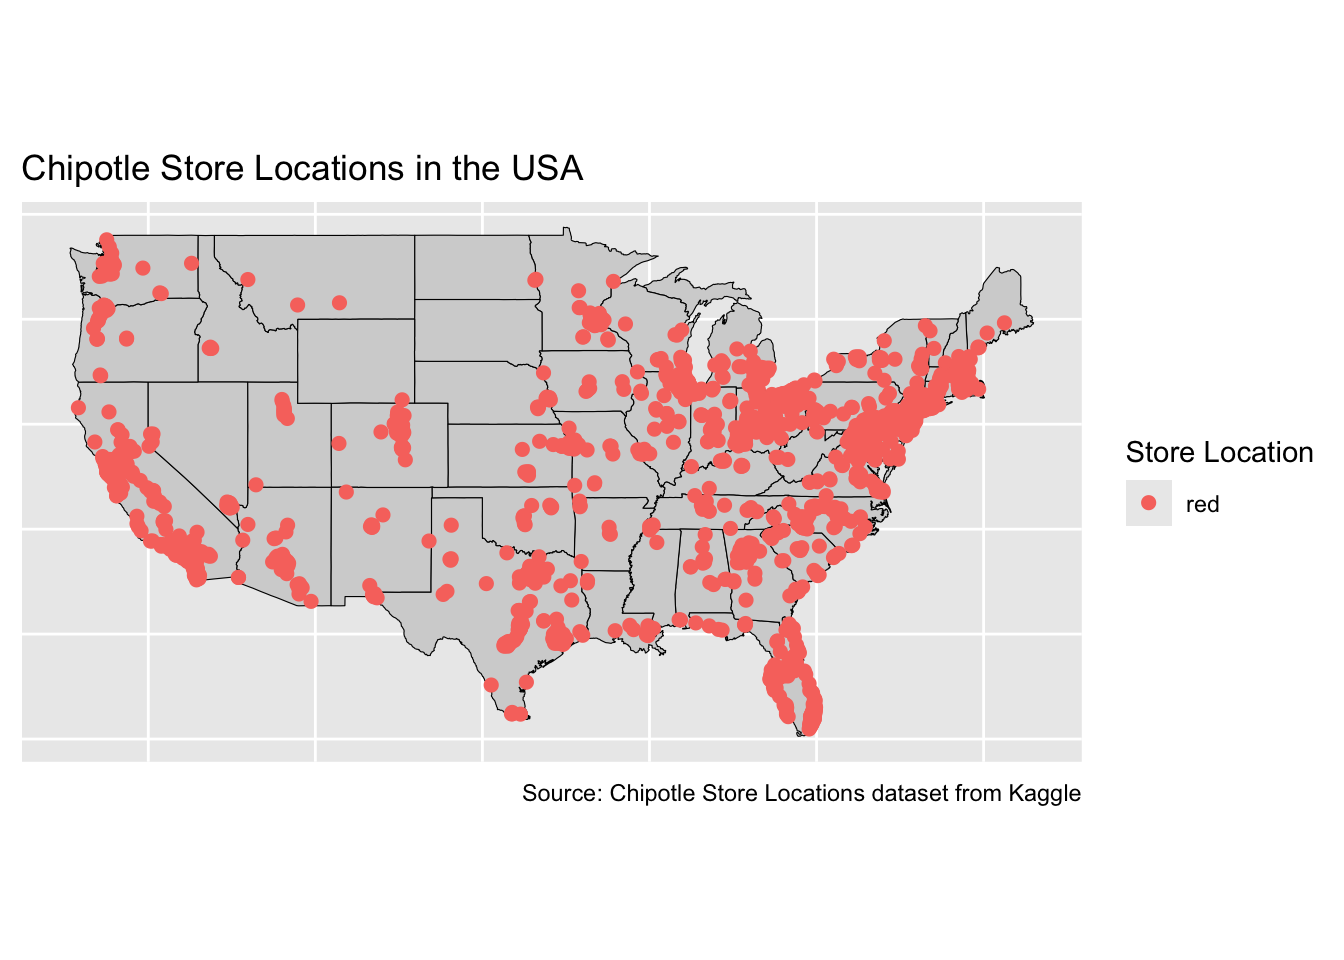 Chipotle Store Locations in the USA
Store Location
red
Source: Chipotle Store Locations dataset from Kaggle